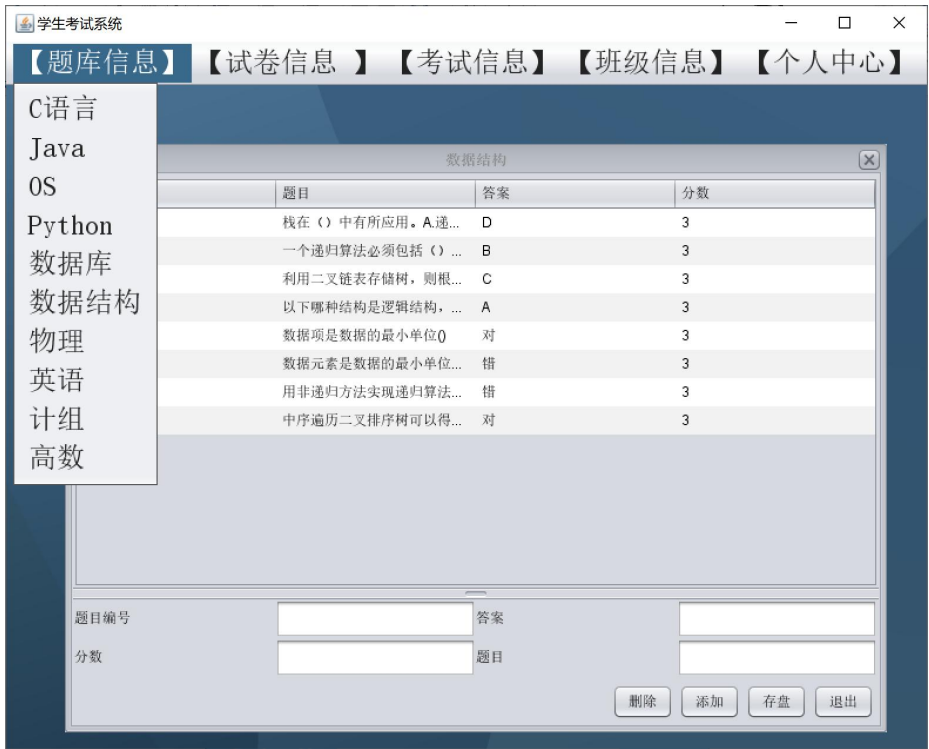 学生考试系统
【题库信息】 【试卷信息 】 【考试信息】 【班级信息】 【个人中心】
C语言
Java
OS
Python
数据库
数据结构
物理
英语
计组
高数
数据结构
题目 答案 分数
栈在（）中有所应用。A.递... D 3
一个递归算法必须包括（）... B 3
利用二叉链表存储树，则根... C 3
以下哪种结构是逻辑结构，... A 3
数据项是数据的最小单位() 对 3
数据元素是数据的最小单位... 错 3
用非递归方法实现递归算法... 错 3
中序遍历二叉排序树可以得... 对 3
题目编号 答案
分数 题目
删除 添加 存盘 退出